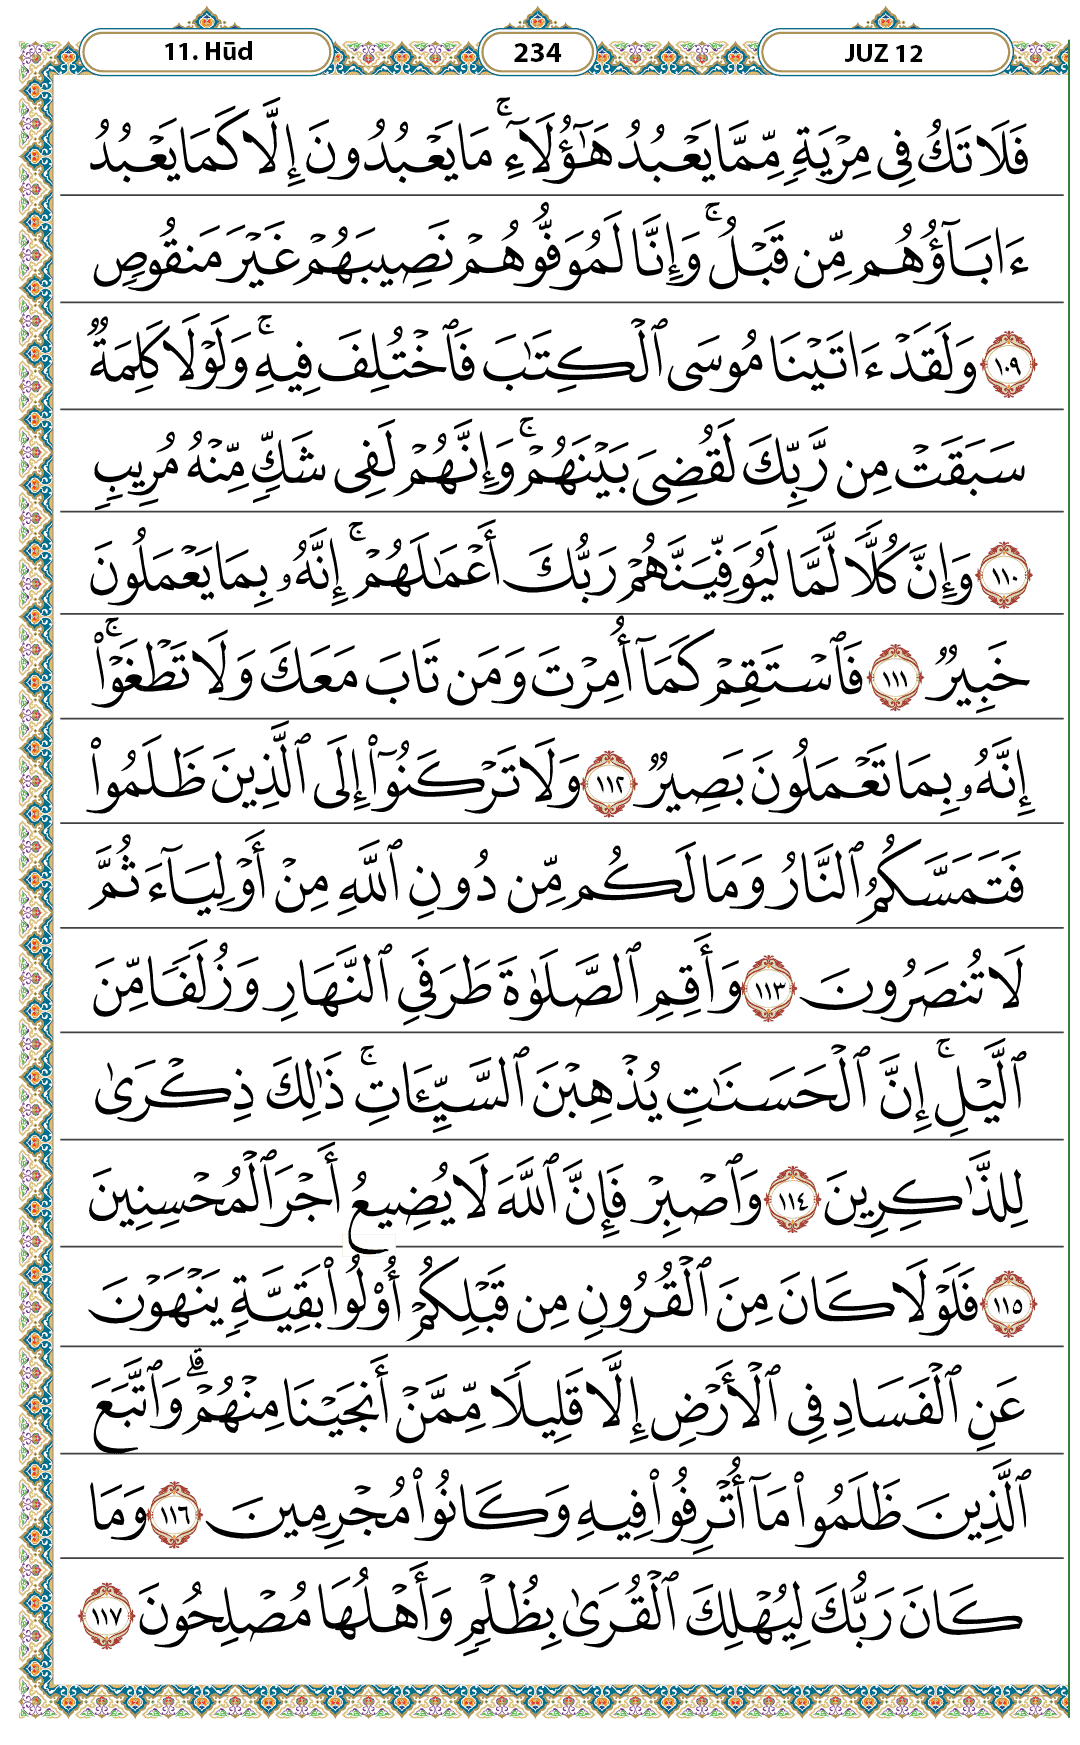 11. Hūd 234 JUZ 12
فَلَا تَكُ فِى مِرْيَةٍ مِّمَّا يَعْبُدُ هَـٰٓؤُلَآءِ ۚ مَا يَعْبُدُونَ إِلَّا كَمَا يَعْبُدُ
ءَابَآؤُهُم مِّن قَبْلُ ۚ وَإِنَّا لَمُوَفُّوهُمْ نَصِيبَهُمْ غَيْرَ مَنقُوصٍ
١٠٩ وَلَقَدْ ءَاتَيْنَا مُوسَى ٱلْكِتَـٰبَ فَٱخْتُلِفَ فِيهِ ۚ وَلَوْلَا كَلِمَةٌ
سَبَقَتْ مِن رَّبِّكَ لَقُضِىَ بَيْنَهُمْ ۚ وَإِنَّهُمْ لَفِى شَكٍّ مِّنْهُ مُرِيبٍ
١١٠ وَإِنَّ كُلًّا لَّمَّا لَيُوَفِّيَنَّهُمْ رَبُّكَ أَعْمَـٰلَهُمْ ۚ إِنَّهُۥ بِمَا يَعْمَلُونَ
خَبِيرٌ ١١١ فَٱسْتَقِمْ كَمَآ أُمِرْتَ وَمَن تَابَ مَعَكَ وَلَا تَطْغَوْا۟ ۚ
إِنَّهُۥ بِمَا تَعْمَلُونَ بَصِيرٌ ١١٢ وَلَا تَرْكَنُوٓا۟ إِلَى ٱلَّذِينَ ظَلَمُوا۟
فَتَمَسَّكُمُ ٱلنَّارُ وَمَا لَكُم مِّن دُونِ ٱللَّهِ مِنْ أَوْلِيَآءَ ثُمَّ
لَا تُنصَرُونَ ١١٣ وَأَقِمِ ٱلصَّلَوٰةَ طَرَفَىِ ٱلنَّهَارِ وَزُلَفًا مِّنَ
ٱلَّيْلِ ۚ إِنَّ ٱلْحَسَنَـٰتِ يُذْهِبْنَ ٱلسَّيِّـَٔاتِ ۚ ذَٰلِكَ ذِكْرَىٰ
لِلذَّٰكِرِينَ ١١٤ وَٱصْبِرْ فَإِنَّ ٱللَّهَ لَا يُضِيعُ أَجْرَ ٱلْمُحْسِنِينَ
١١٥ فَلَوْلَا كَانَ مِنَ ٱلْقُرُونِ مِن قَبْلِكُمْ أُو۟لُوا۟ بَقِيَّةٍ يَنْهَوْنَ
عَنِ ٱلْفَسَادِ فِى ٱلْأَرْضِ إِلَّا قَلِيلًا مِّمَّنْ أَنجَيْنَا مِنْهُمْ ۗ وَٱتَّبَعَ
ٱلَّذِينَ ظَلَمُوا۟ مَآ أُتْرِفُوا۟ فِيهِ وَكَانُوا۟ مُجْرِمِينَ ١١٦ وَمَا
كَانَ رَبُّكَ لِيُهْلِكَ ٱلْقُرَىٰ بِظُلْمٍ وَأَهْلُهَا مُصْلِحُونَ ١١٧